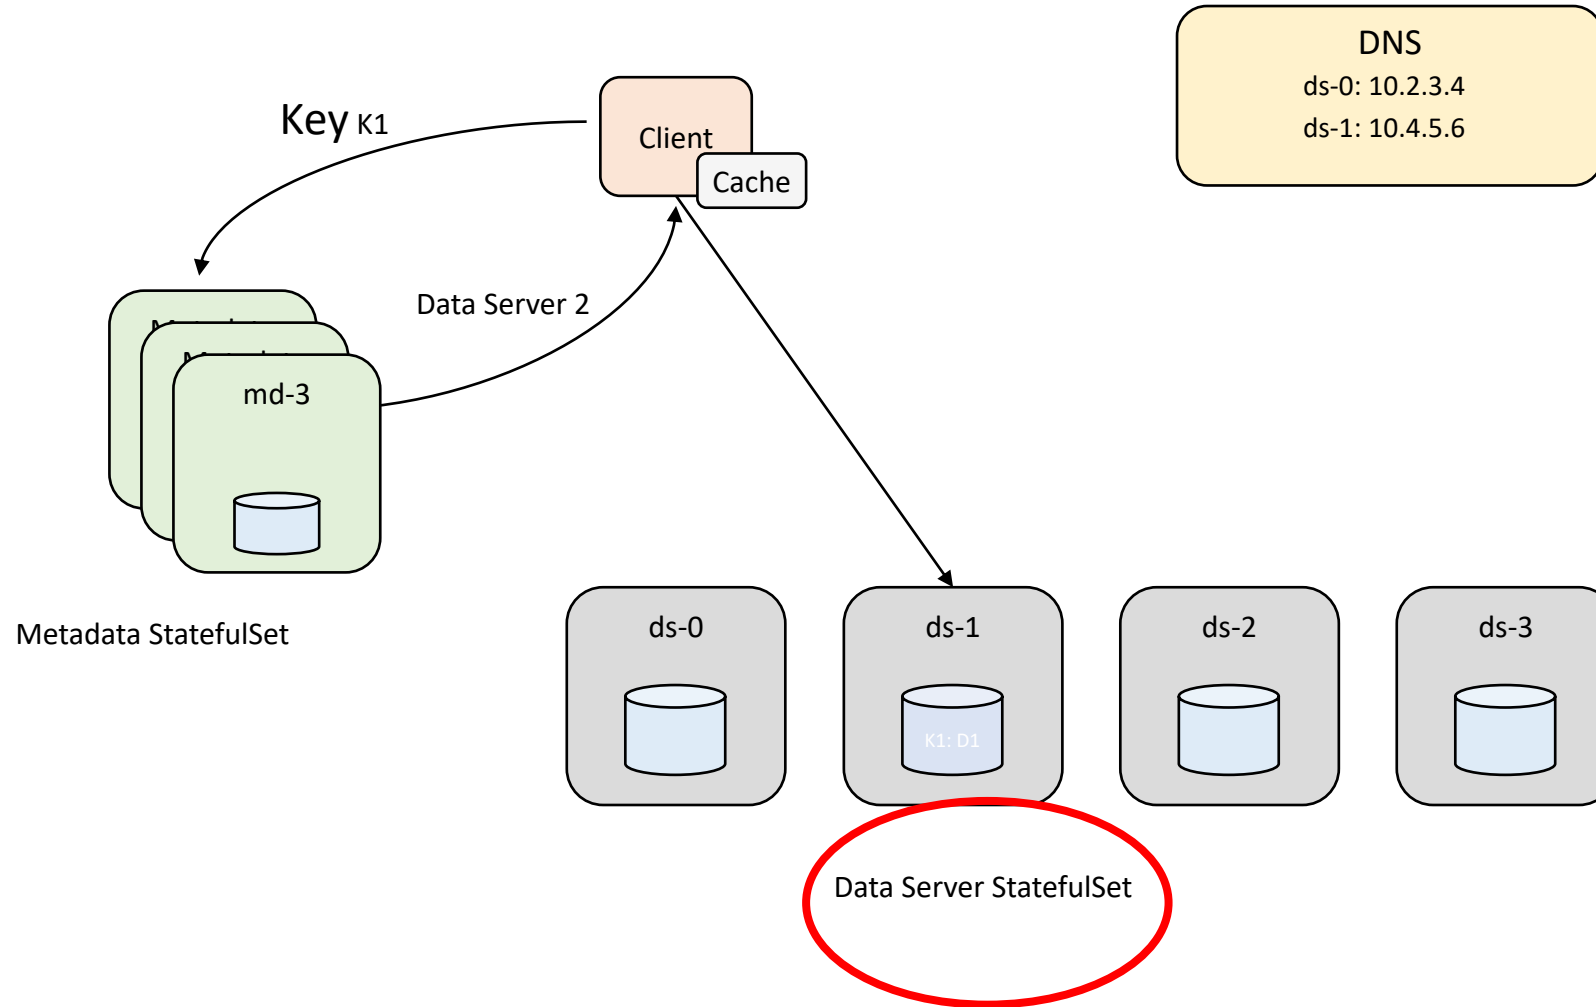 DNS
ds-0: 10.2.3.4
ds-1: 10.4.5.6
Key K1
Client
Cache
Data Server 2
md-3
Metadata StatefulSet
ds-0
ds-1
ds-2
ds-3
K1: D1
Data Server StatefulSet